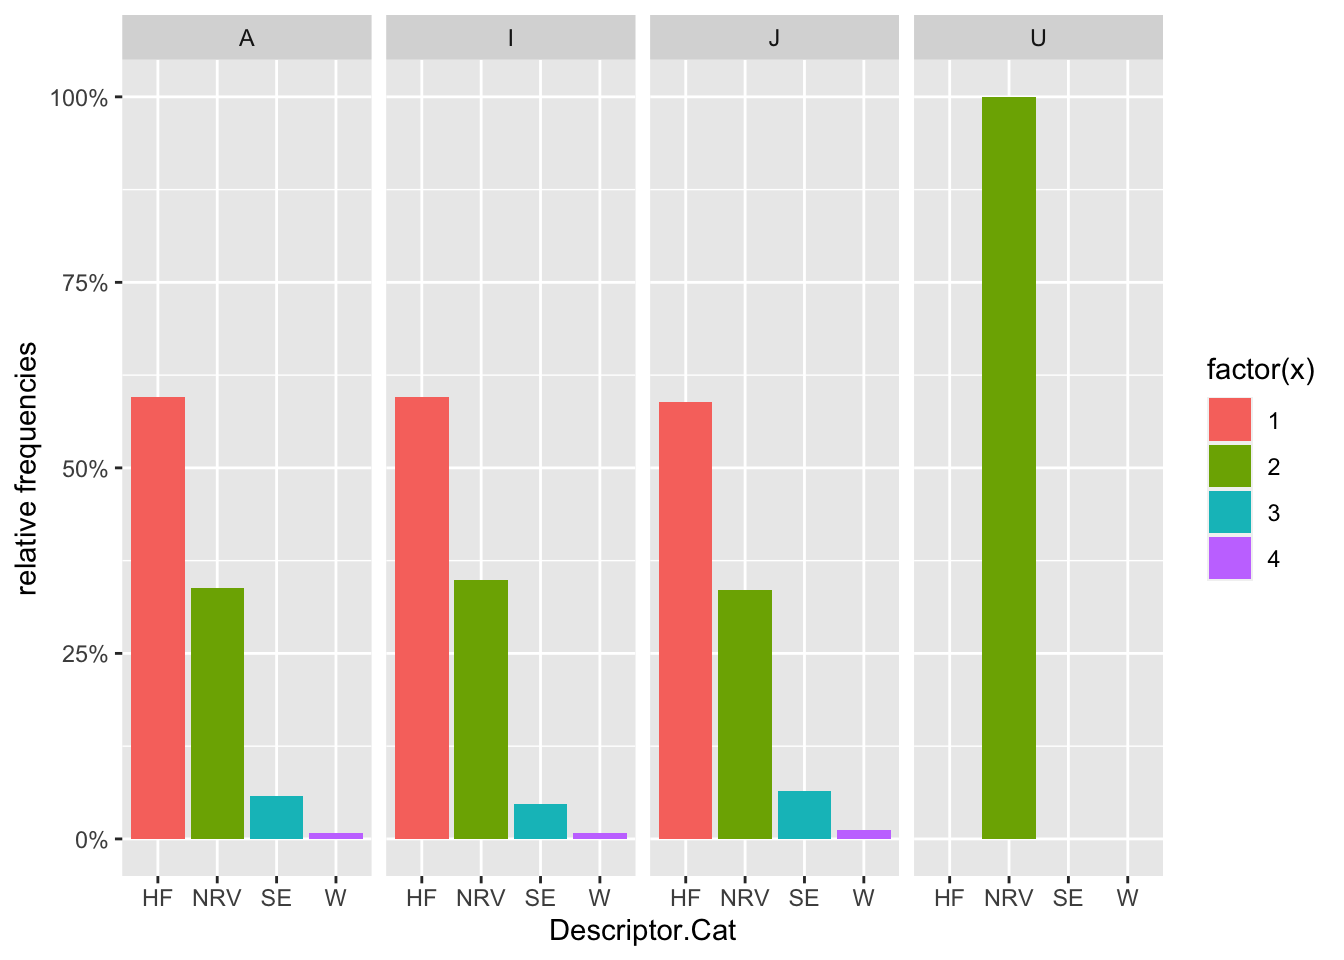 A I J U
100%
75%
50%
25%
0%
relative frequencies
HF NRV SE W HF NRV SE W HF NRV SE W HF NRV SE W
Descriptor.Cat
factor(x)
1
2
3
4